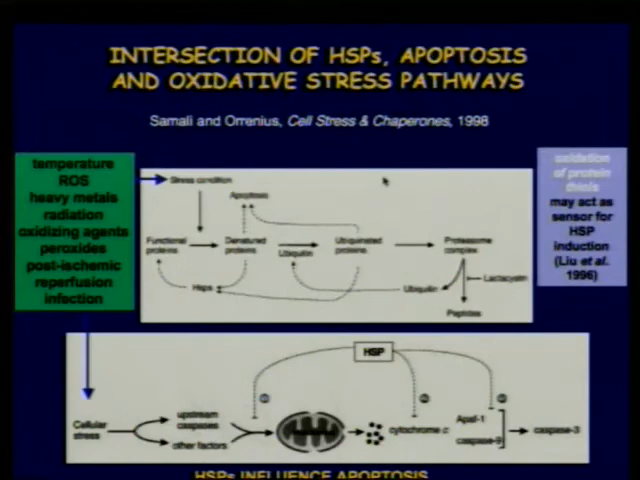 INTERSECTION OF HSPs, APOPTOSIS
AND OXIDATIVE STRESS PATHWAYS
Samali and Orrenius, Cell Stress & Chaperones, 1998
temperature
ROS
heavy metals
radiation
oxidizing agents
peroxides
post-ischemic
reperfusion
infection
Stress condition
Apoptosis
Functional
proteins
Denatured
proteins
Ubiquitin
Ubiquinated
proteins
Proteasome
complex
Hsps
Ubiquitin
Lactacystin
Peptides
oxidation
of protein
thiols
may act as
sensor for
HSP
induction
(Liu et al.
1996)
HSP
Cellular
stress
upstream
caspases
other factors
cytochrome c
Apaf-1
caspase-9
caspase-3
HSPs INFLUENCE APOPTOSIS